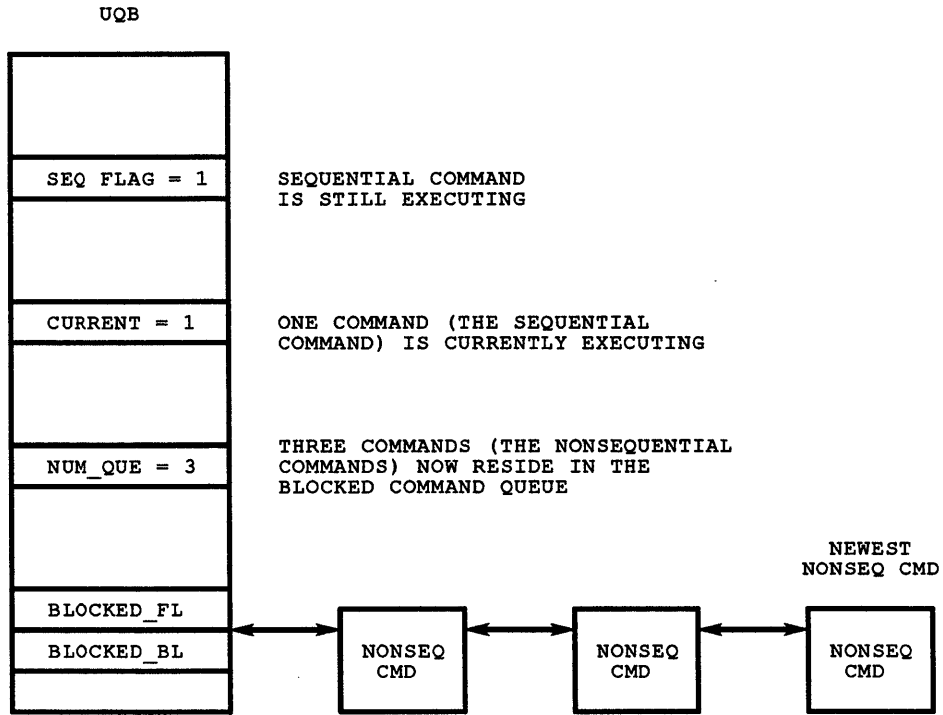 UQB
SEQ FLAG = 1
SEQUENTIAL COMMAND
IS STILL EXECUTING
CURRENT = 1
ONE COMMAND (THE SEQUENTIAL
COMMAND) IS CURRENTLY EXECUTING
NUM_QUE = 3
THREE COMMANDS (THE NONSEQUENTIAL
COMMANDS) NOW RESIDE IN THE
BLOCKED COMMAND QUEUE
NEWEST
NONSEQ CMD
BLOCKED_FL
BLOCKED_BL
NONSEQ
CMD
NONSEQ
CMD
NONSEQ
CMD